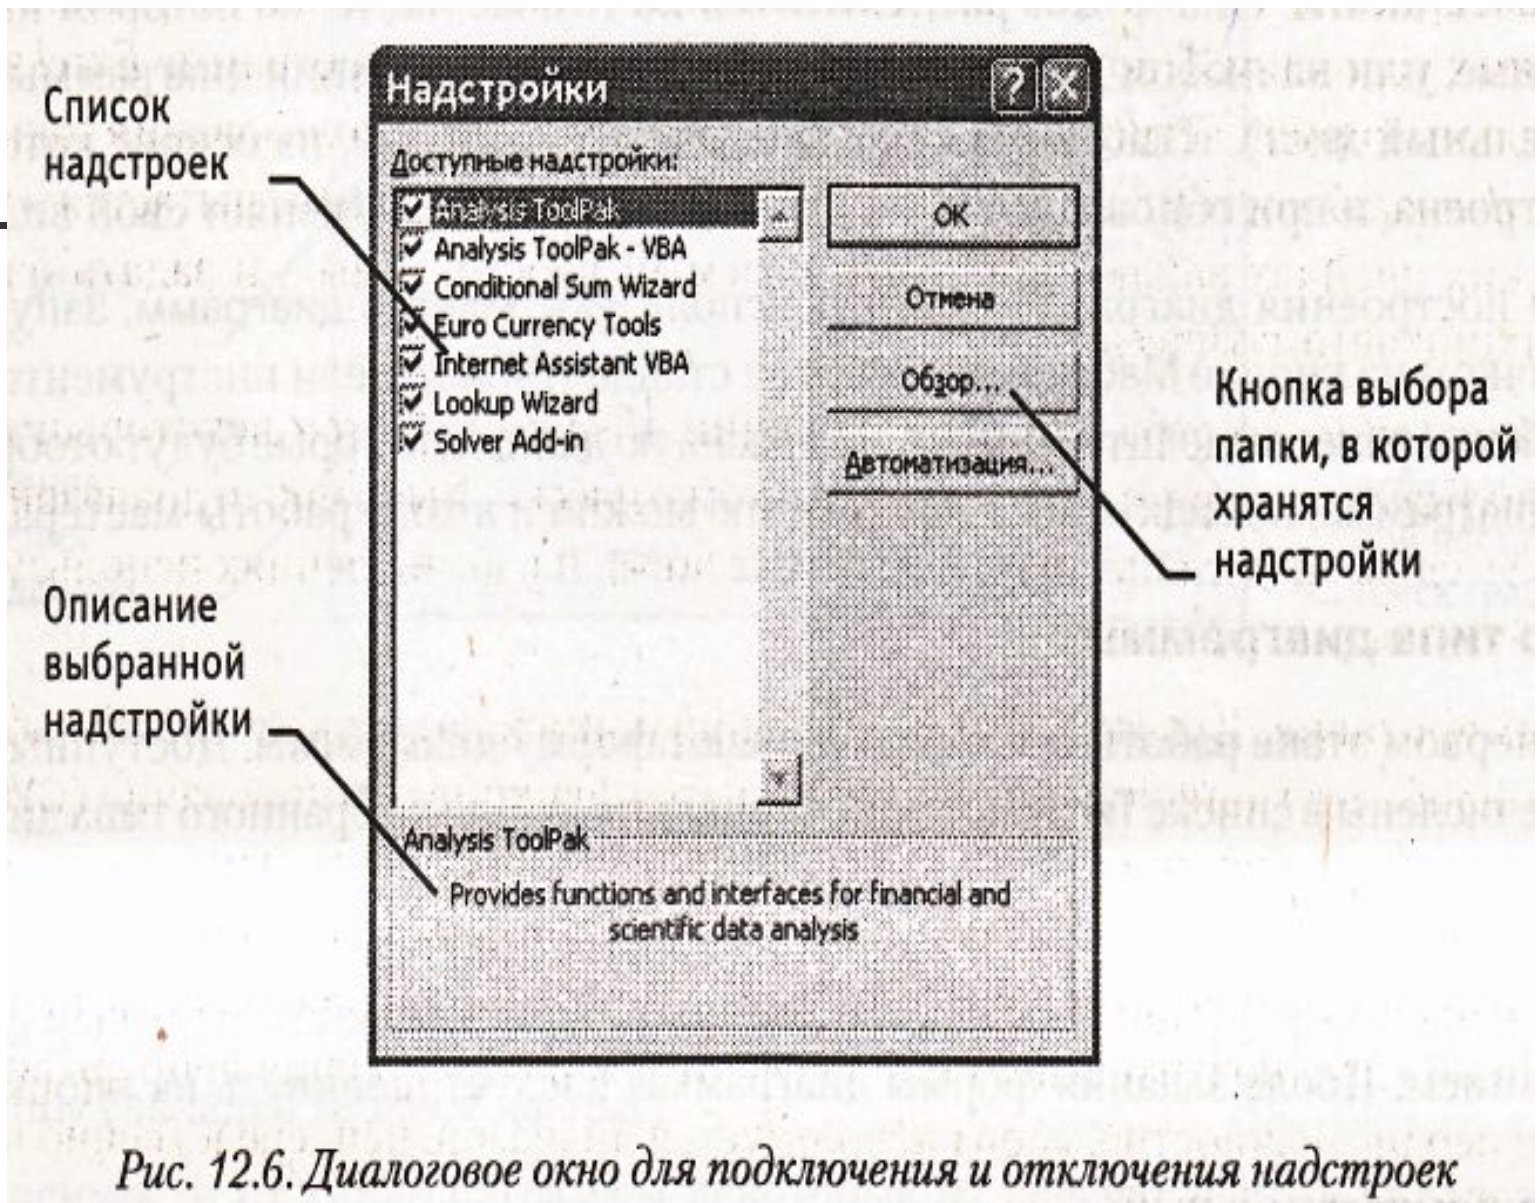 Список
надстроек
Надстройки
Доступные надстройки:
Analysis ToolPak
Analysis ToolPak - VBA
Conditional Sum Wizard
Euro Currency Tools
Internet Assistant VBA
Lookup Wizard
Solver Add-in
OK
Отмена
Обзор...
Автоматизация...
Кнопка выбора
папки, в которой
хранятся
надстройки
Описание
выбранной
надстройки
Analysis ToolPak
Provides functions and interfaces for financial and
scientific data analysis
Рис. 12.6. Диалоговое окно для подключения и отключения надстроек